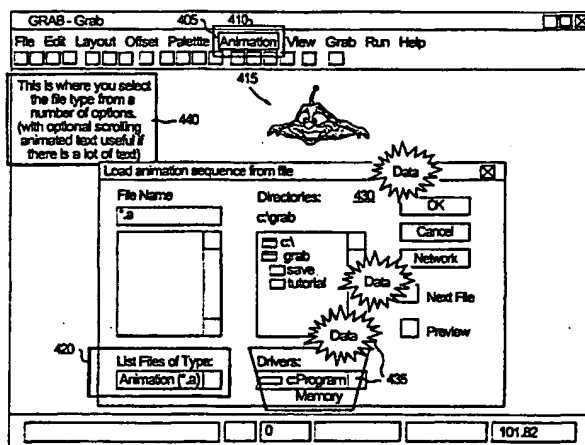 405 410
GRAB - Grab
File Edit Layout Offset Palettte Animation View Grab Run Help
415
This is where you select
the file type from a
number of options.
(with optional scrolling
animated text useful if
there is a lot of text)
440
Load animation sequence from file
Data
File Name
*.a
Directories:
430
c:\grab
c:\
grab
save
tutorial
OK
Cancel
Network
Data
Next File
Data
Preview
420
List Files of Type:
Animation (*.a)
Drivers:
c:Program
435
Memory
0
101.82